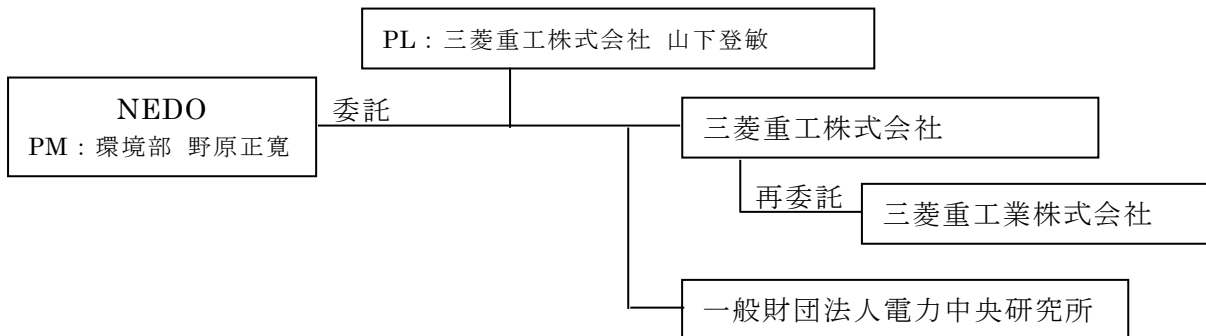 PL：三菱重工株式会社 山下登敏
NEDO
PM：環境部 野原正寛
委託
三菱重工株式会社
再委託
三菱重工業株式会社
一般財団法人電力中央研究所